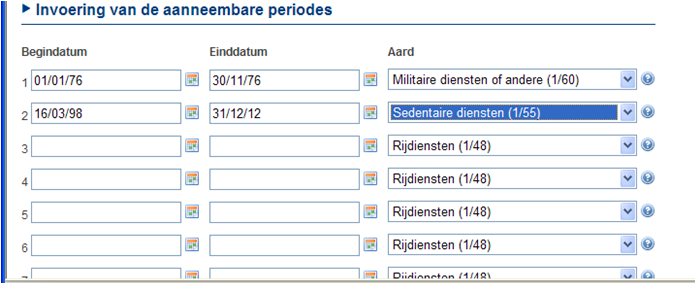 Invoering van de aanneembare periodes
Begindatum Einddatum Aard
1 01/01/76 30/11/76 Militaire diensten of andere (1/60)
2 16/03/98 31/12/12 Sedentaire diensten (1/55)
3 Rijdiensten (1/48)
4 Rijdiensten (1/48)
5 Rijdiensten (1/48)
6 Rijdiensten (1/48)
7 Rijdiensten (1/48)